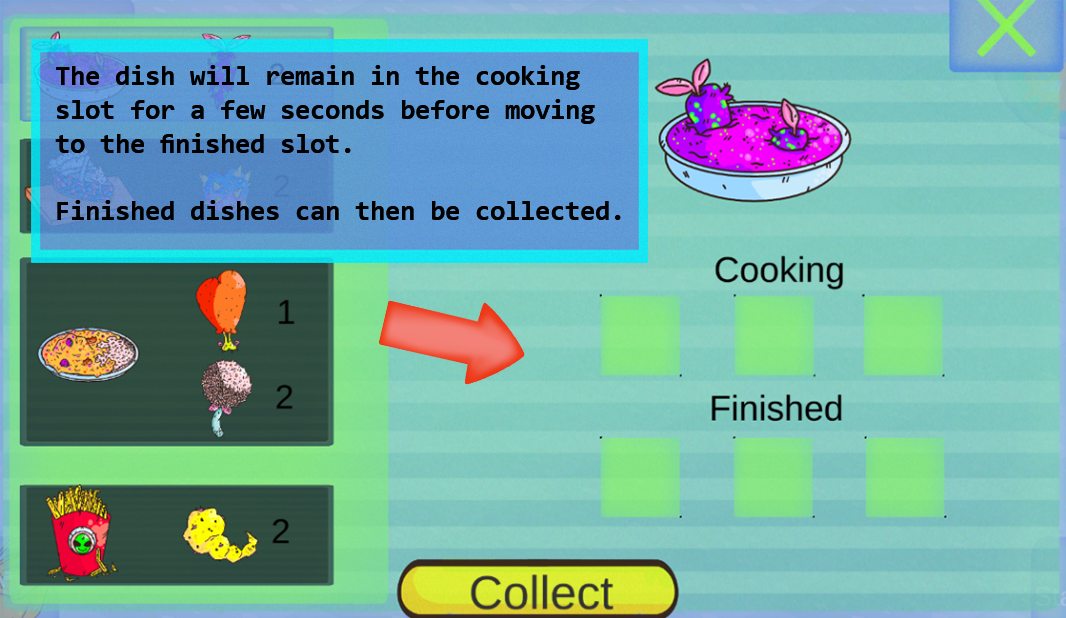 The dish will remain in the cooking
slot for a few seconds before moving
to the finished slot.
Finished dishes can then be collected.
2
Cooking
1
2
Finished
2
Collect